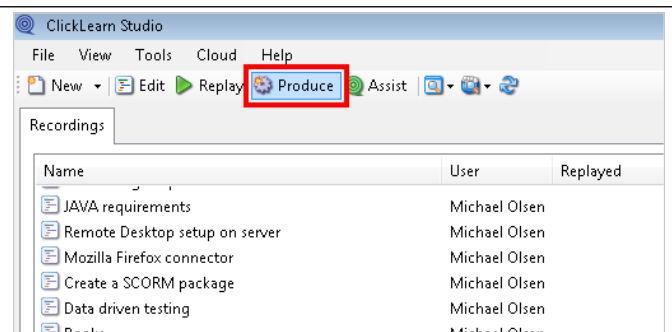 ClickLearn Studio
File View Tools Cloud Help
New Edit Replay Produce Assist
Recordings
Name User Replayed
JAVA requirements Michael Olsen
Remote Desktop setup on server Michael Olsen
Mozilla Firefox connector Michael Olsen
Create a SCORM package Michael Olsen
Data driven testing Michael Olsen